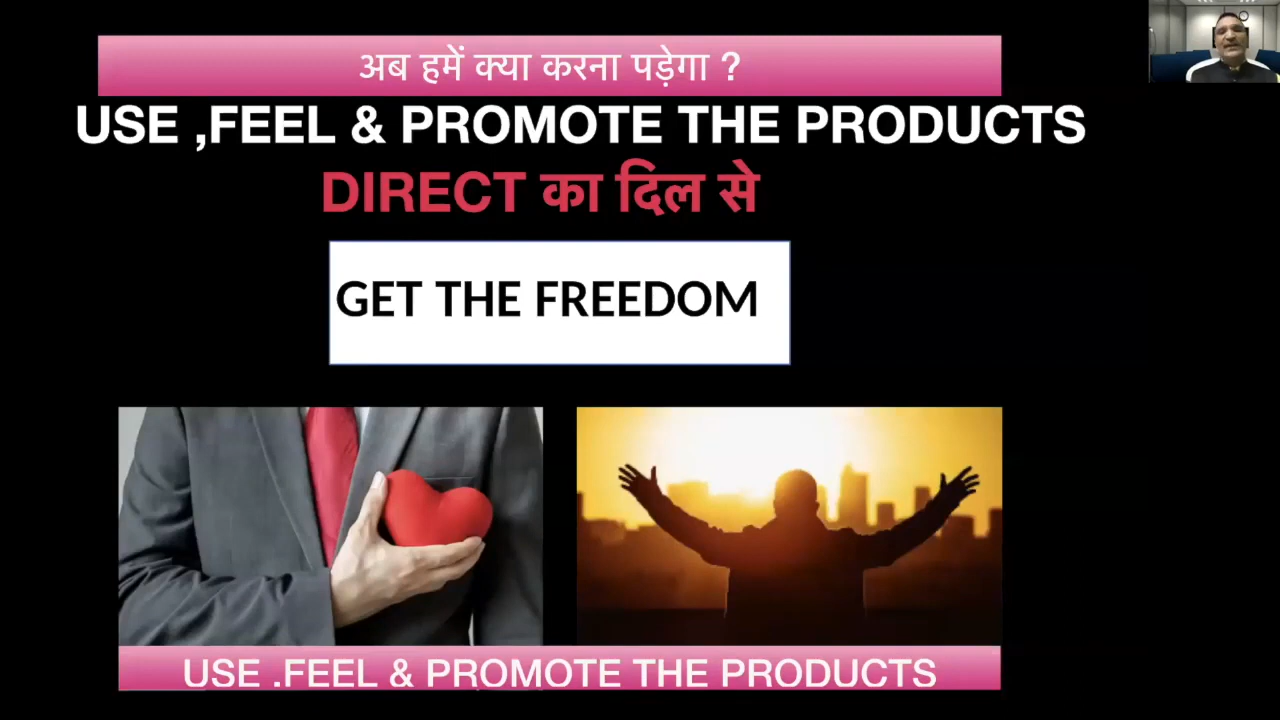 अब हमें क्या करना पड़ेगा ?
USE ,FEEL & PROMOTE THE PRODUCTS
DIRECT का दिल से
GET THE FREEDOM
USE .FEEL & PROMOTE THE PRODUCTS